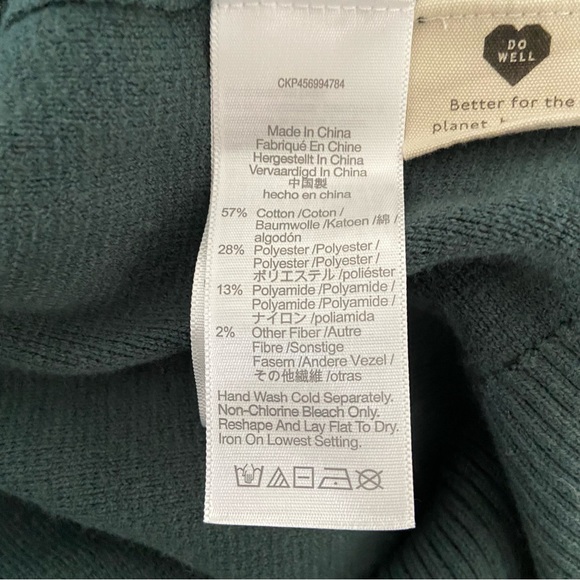 CKP456994784
Made In China
Fabriqué En Chine
Hergestellt In China
Vervaardigd In China
中国製
hecho en china
57% Cotton /Coton /
Baumwolle /Katoen /綿 /
algodón
28% Polyester /Polyester /
Polyester /Polyester /
ポリエステル /poliéster
13% Polyamide /Polyamide /
Polyamide /Polyamide /
ナイロン /poliamida
2% Other Fiber /Autre
Fibre /Sonstige
Fasern /Andere Vezel /
その他繊維 /otras
Hand Wash Cold Separately.
Non-Chlorine Bleach Only.
Reshape And Lay Flat To Dry.
Iron On Lowest Setting.
DO
WELL
Better for the
planet